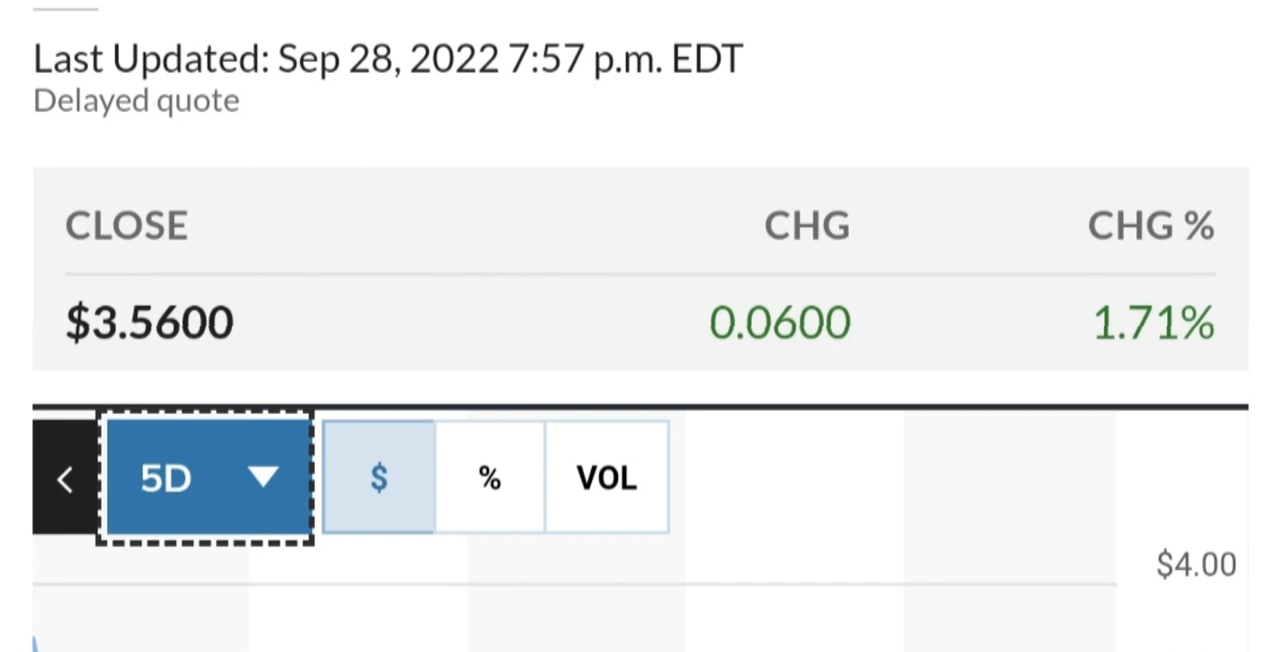 Last Updated: Sep 28, 2022 7:57 p.m. EDT
Delayed quote
CLOSE CHG CHG %
$3.5600 0.0600 1.71%
5D $ % VOL
$4.00